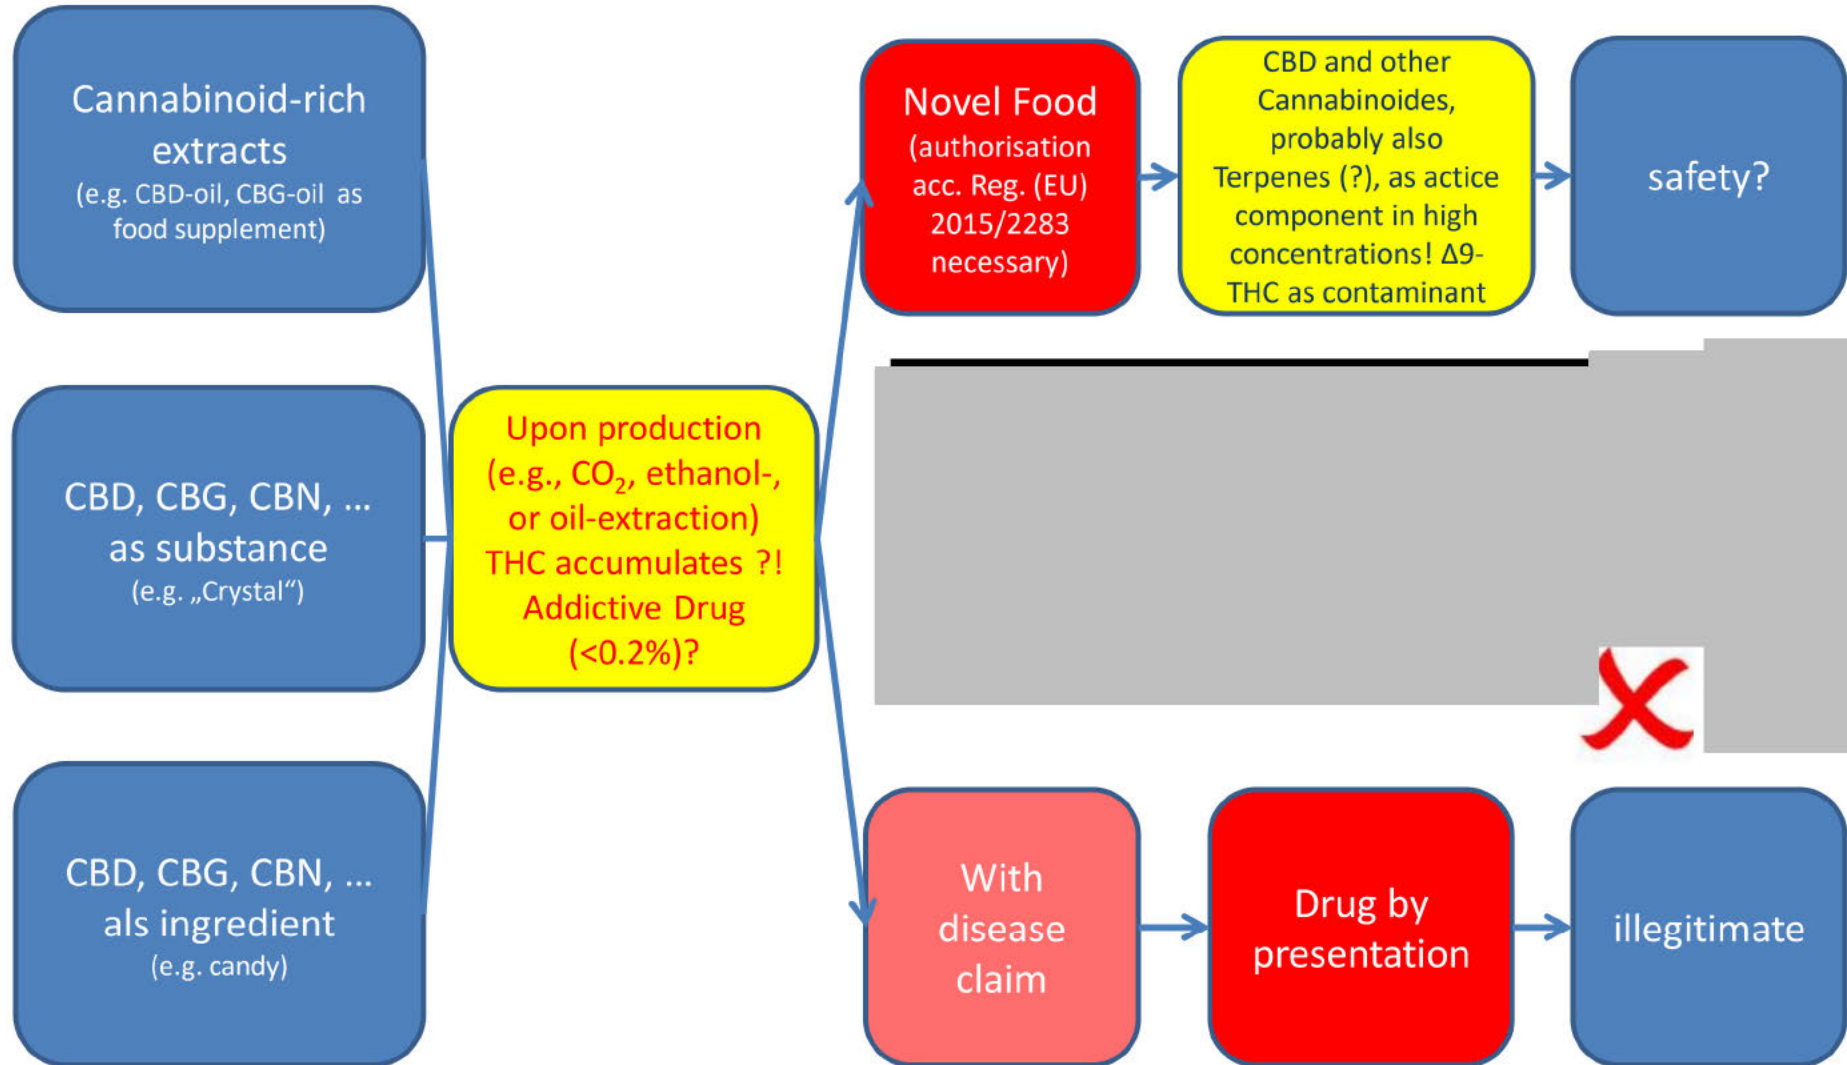 Cannabinoid-rich
extracts
(e.g. CBD-oil, CBG-oil as
food supplement)
CBD, CBG, CBN, ...
as substance
(e.g. „Crystal“)
CBD, CBG, CBN, ...
als ingredient
(e.g. candy)
Upon production
(e.g., CO₂, ethanol-,
or oil-extraction)
THC accumulates ?!
Addictive Drug
(<0.2%)?
Novel Food
(authorisation
acc. Reg. (EU)
2015/2283
necessary)
CBD and other
Cannabinoides,
probably also
Terpenes (?), as actice
component in high
concentrations! Δ9-
THC as contaminant
safety?
With
disease
claim
Drug by
presentation
illegitimate